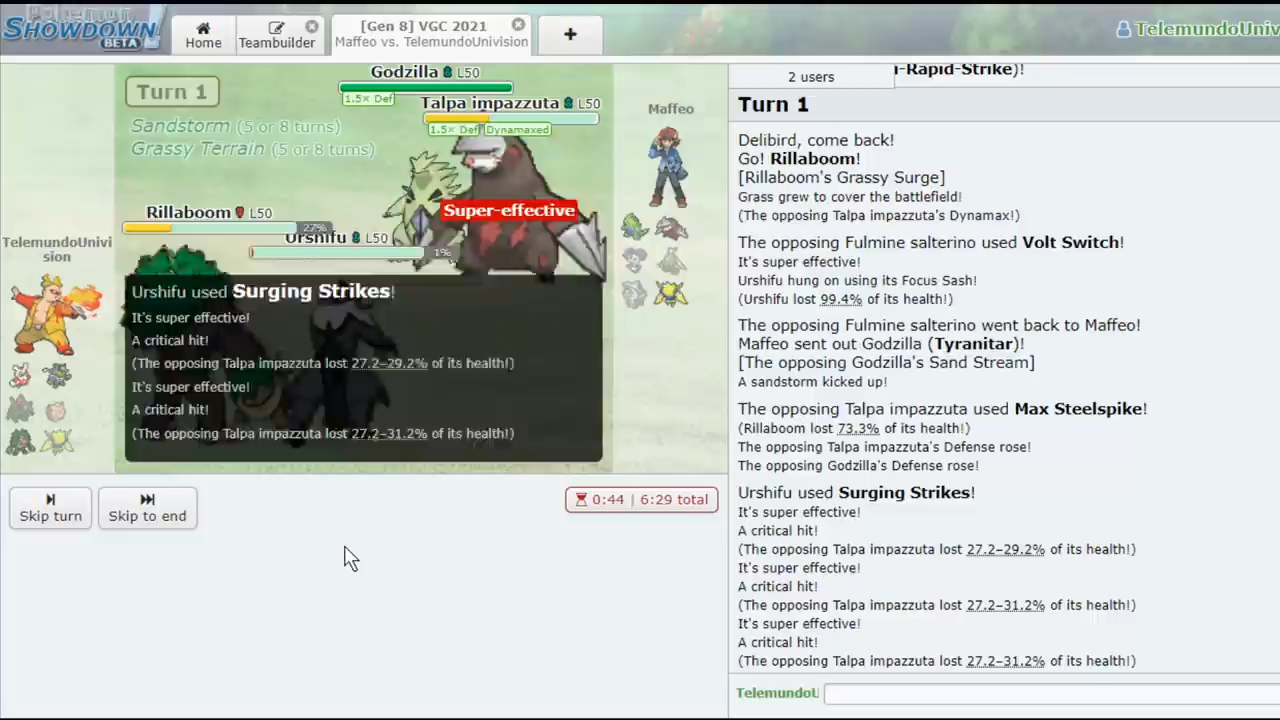 Pokémon
SHOWDOWN!
BETA
Home
Teambuilder
[Gen 8] VGC 2021
Maffeo vs. TelemundoUnivision
+
TelemundoUniv
Turn 1
Sandstorm (5 or 8 turns)
Grassy Terrain (5 or 8 turns)
Godzilla L50
1.5× Def
Talpa impazzuta L50
1.5× Def Dynamaxed
Super-effective
Rillaboom L50
27%
Urshifu L50
1%
TelemundoUnivi
sion
Maffeo
Urshifu used Surging Strikes!
It's super effective!
A critical hit!
(The opposing Talpa impazzuta lost 27.2–29.2% of its health!)
It's super effective!
A critical hit!
(The opposing Talpa impazzuta lost 27.2–31.2% of its health!)
Skip turn
Skip to end
0:44 | 6:29 total
2 users
i-Rapid-Strike)!
Turn 1
Delibird, come back!
Go! Rillaboom!
[Rillaboom's Grassy Surge]
Grass grew to cover the battlefield!
(The opposing Talpa impazzuta's Dynamax!)
The opposing Fulmine salterino used Volt Switch!
It's super effective!
Urshifu hung on using its Focus Sash!
(Urshifu lost 99.4% of its health!)
The opposing Fulmine salterino went back to Maffeo!
Maffeo sent out Godzilla (Tyranitar)!
[The opposing Godzilla's Sand Stream]
A sandstorm kicked up!
The opposing Talpa impazzuta used Max Steelspike!
(Rillaboom lost 73.3% of its health!)
The opposing Talpa impazzuta's Defense rose!
The opposing Godzilla's Defense rose!
Urshifu used Surging Strikes!
It's super effective!
A critical hit!
(The opposing Talpa impazzuta lost 27.2–29.2% of its health!)
It's super effective!
A critical hit!
(The opposing Talpa impazzuta lost 27.2–31.2% of its health!)
It's super effective!
A critical hit!
(The opposing Talpa impazzuta lost 27.2–31.2% of its health!)
TelemundoU